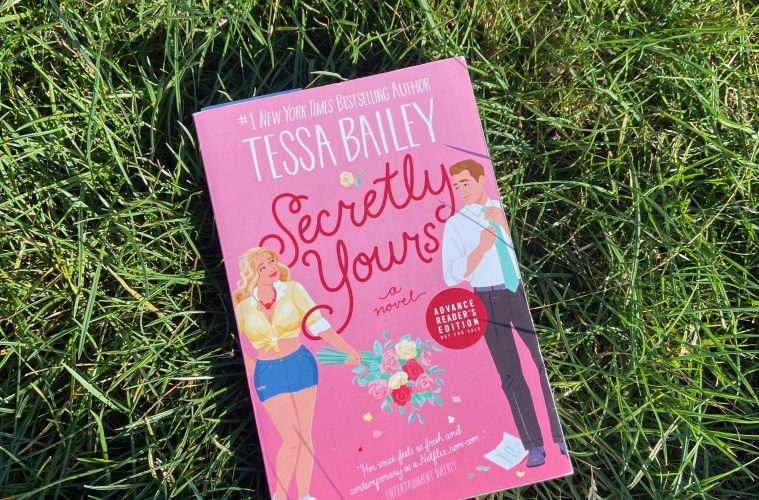 #1 NEW YORK TIMES BESTSELLING AUTHOR
TESSA BAILEY
Secretly
Yours
a
novel
ADVANCE
READER'S
EDITION
NOT FOR SALE
"Her voice feels as fresh and
contemporary as a Netflix rom-com..."
ENTERTAINMENT WEEKLY